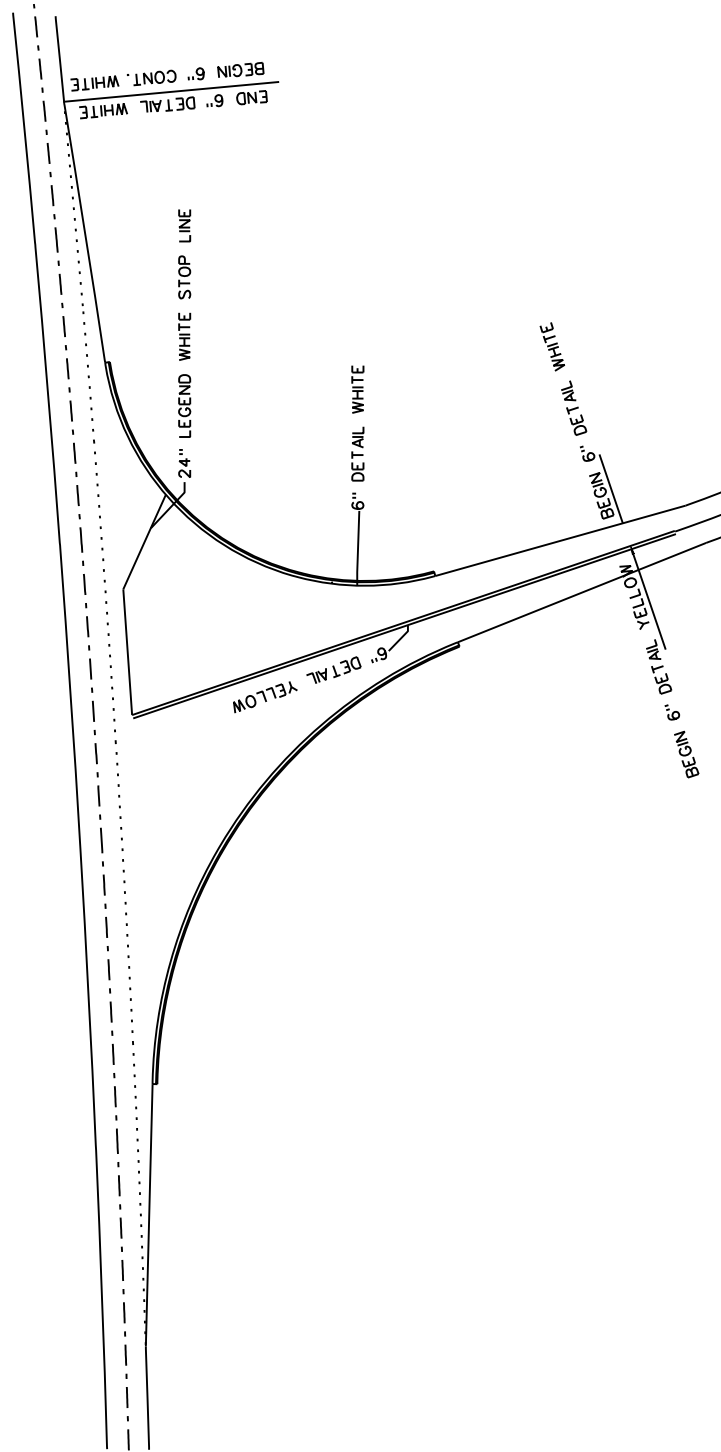 BEGIN 6" CONT. WHITE
END 6" DETAIL WHITE
24" LEGEND WHITE STOP LINE
6" DETAIL WHITE
BEGIN 6" DETAIL WHITE
6" DETAIL YELLOW
BEGIN 6" DETAIL YELLOW